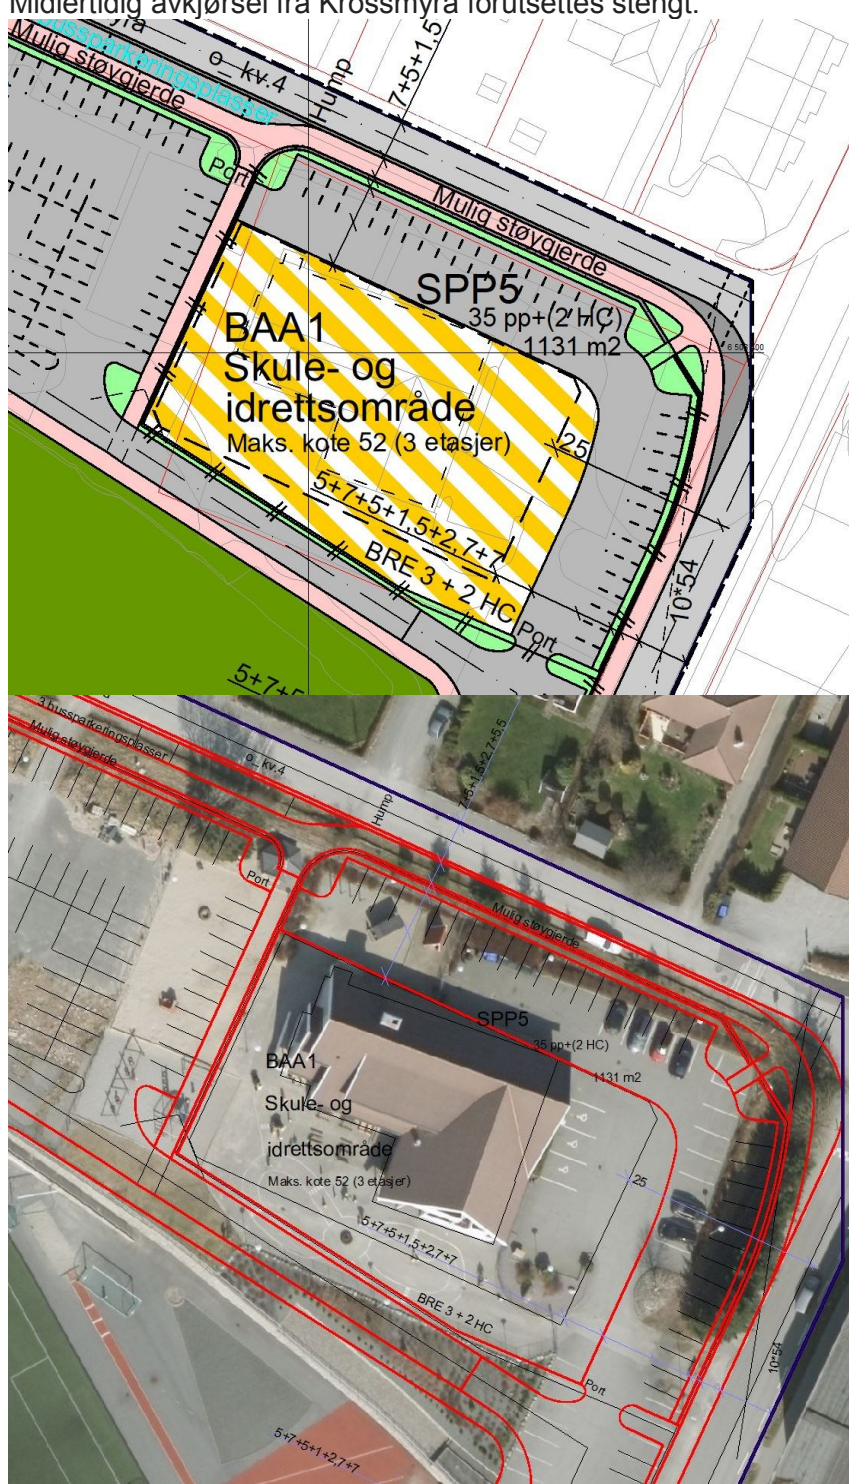 Midlertidig avkjørsel fra Krossmyra forutsettes stengt.
bussparkeringsplasser
Mulig støygjerde
o_ kv.4
Hump
7+5+1,5
Port
Mulig støygjerde
SPP5
35 pp+(2 HC)
1131 m2
BAA1
Skule- og
idrettsområde
Maks. kote 52 (3 etasjer)
25
5+7+5+1,5+2,7+7
BRE 3 + 2 HC
Port
10*54
3 bussparkeringsplasser
Mulig støygjerde
o_ kv.4
Hump
7+5+1,5+2,7+5,5
Port
Mulig støygjerde
SPP5
35 pp+(2 HC)
1131 m2
BAA1
Skule- og
idrettsområde
Maks. kote 52 (3 etasjer)
25
5+7+5+1,5+2,7+7
BRE 3 + 2 HC
Port
10*54
5+7+5+1+2,7+7